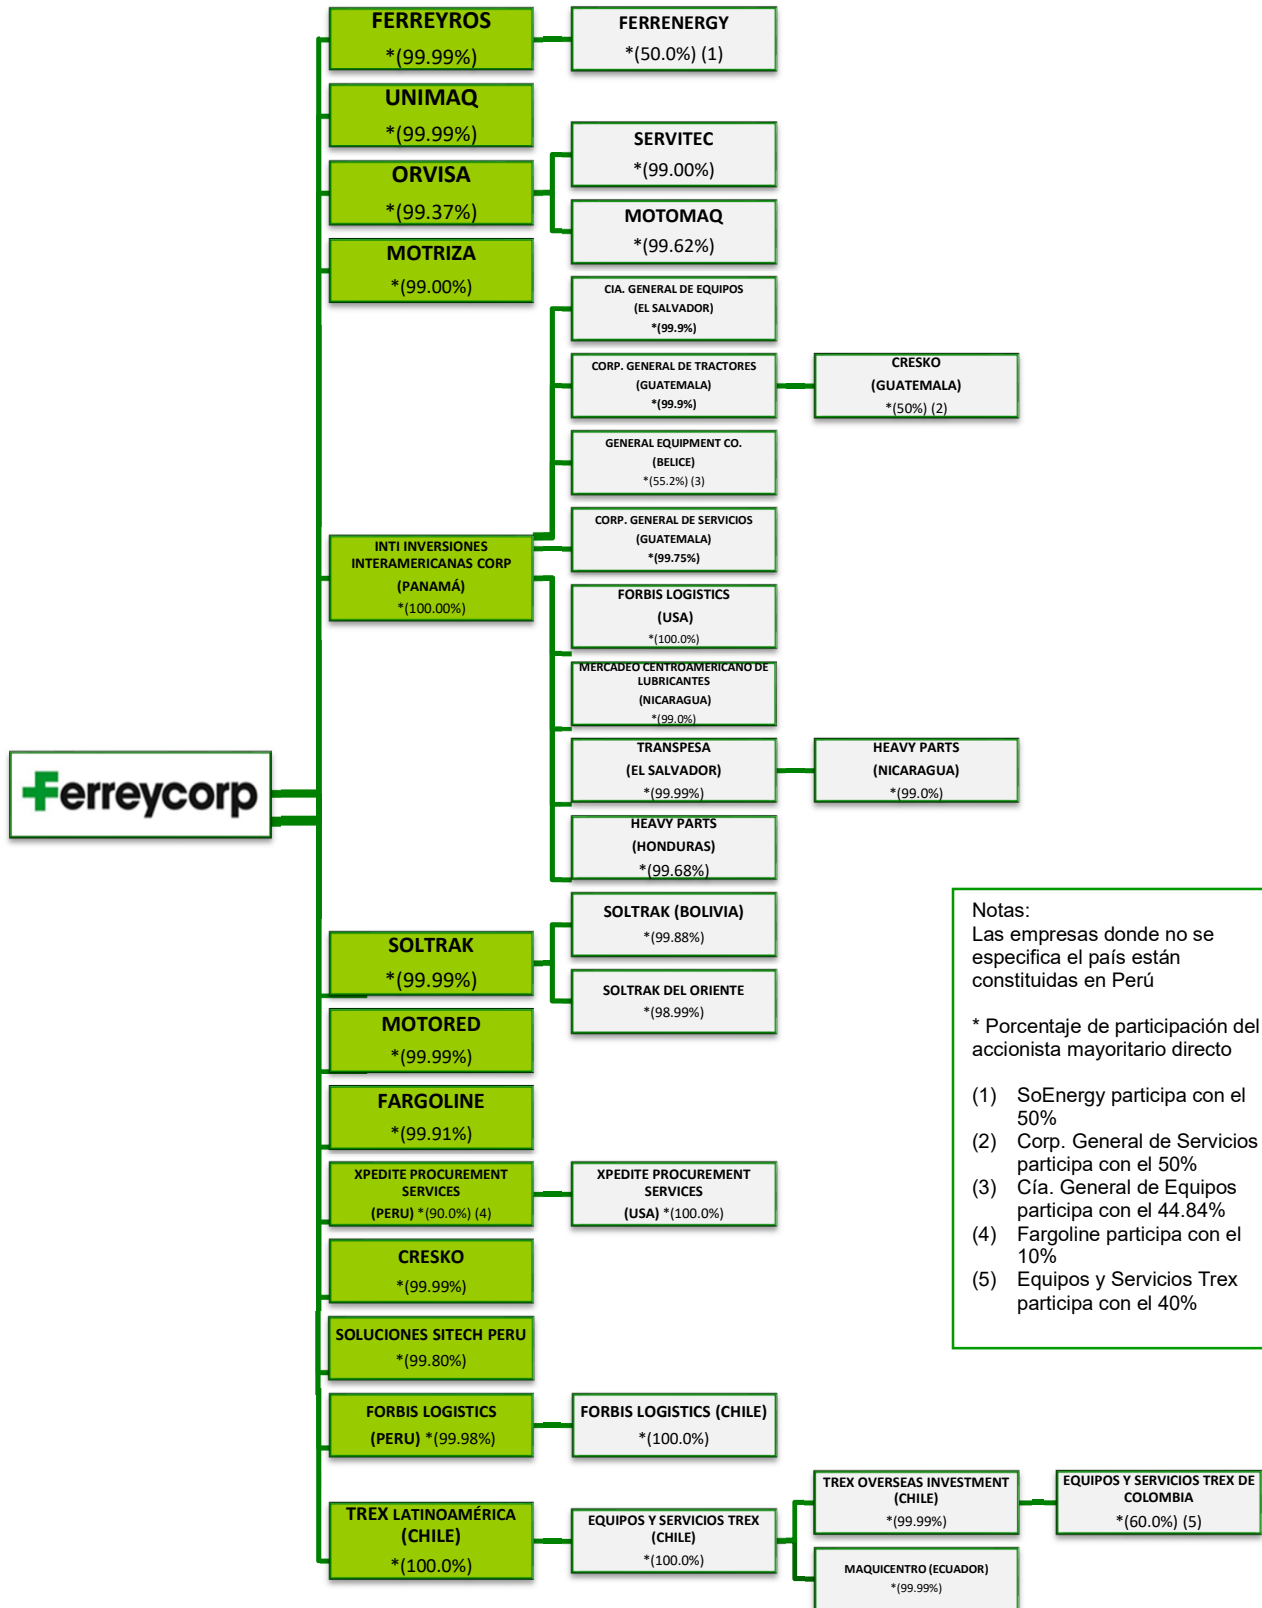 FERREYROS
*(99.99%)
FERRENERGY
*(50.0%) (1)
UNIMAQ
*(99.99%)
ORVISA
*(99.37%)
SERVITEC
*(99.00%)
MOTOMAQ
*(99.62%)
MOTRIZA
*(99.00%)
CIA. GENERAL DE EQUIPOS
(EL SALVADOR)
*(99.9%)
CORP. GENERAL DE TRACTORES
(GUATEMALA)
*(99.9%)
CRESKO
(GUATEMALA)
*(50%) (2)
GENERAL EQUIPMENT CO.
(BELICE)
*(55.2%) (3)
CORP. GENERAL DE SERVICIOS
(GUATEMALA)
*(99.75%)
INTI INVERSIONES
INTERAMERICANAS CORP
(PANAMÁ)
*(100.00%)
FORBIS LOGISTICS
(USA)
*(100.0%)
MERCADEO CENTROAMERICANO DE
LUBRICANTES
(NICARAGUA)
*(99.0%)
TRANSPESA
(EL SALVADOR)
*(99.99%)
HEAVY PARTS
(NICARAGUA)
*(99.0%)
HEAVY PARTS
(HONDURAS)
*(99.68%)
Ferreycorp
SOLTRAK
*(99.99%)
SOLTRAK (BOLIVIA)
*(99.88%)
SOLTRAK DEL ORIENTE
*(98.99%)
MOTORED
*(99.99%)
FARGOLINE
*(99.91%)
XPEDITE PROCUREMENT
SERVICES
(PERU) *(90.0%) (4)
XPEDITE PROCUREMENT
SERVICES
(USA) *(100.0%)
CRESKO
*(99.99%)
SOLUCIONES SITECH PERU
*(99.80%)
FORBIS LOGISTICS
(PERU) *(99.98%)
FORBIS LOGISTICS (CHILE)
*(100.0%)
TREX LATINOAMÉRICA
(CHILE)
*(100.0%)
EQUIPOS Y SERVICIOS TREX
(CHILE)
*(100.0%)
TREX OVERSEAS INVESTMENT
(CHILE)
*(99.99%)
EQUIPOS Y SERVICIOS TREX DE
COLOMBIA
*(60.0%) (5)
MAQUICENTRO (ECUADOR)
*(99.99%)
Notas:
Las empresas donde no se
especifica el país están
constituidas en Perú
* Porcentaje de participación del
accionista mayoritario directo
(1) SoEnergy participa con el
50%
(2) Corp. General de Servicios
participa con el 50%
(3) Cía. General de Equipos
participa con el 44.84%
(4) Fargoline participa con el
10%
(5) Equipos y Servicios Trex
participa con el 40%